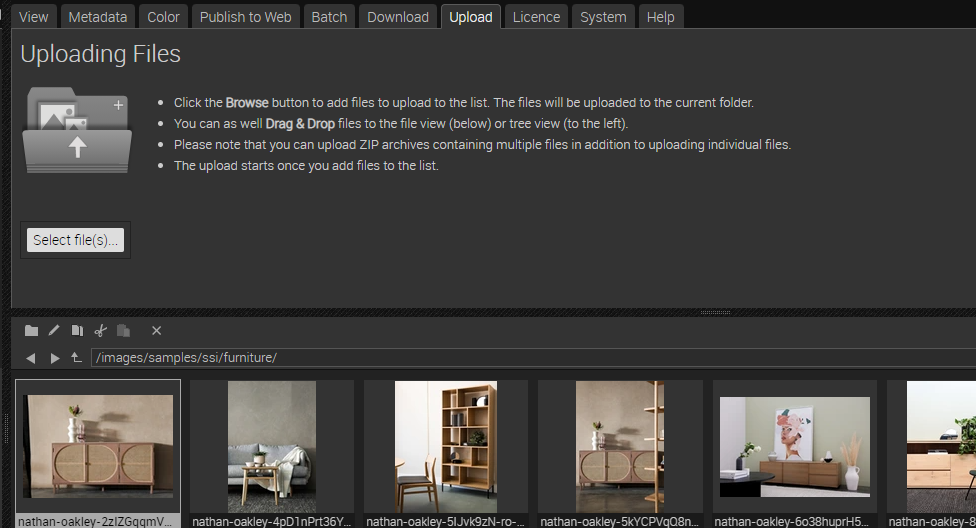 View Metadata Color Publish to Web Batch Download Upload Licence System Help
Uploading Files
Click the Browse button to add files to upload to the list. The files will be uploaded to the current folder.
You can as well Drag & Drop files to the file view (below) or tree view (to the left).
Please note that you can upload ZIP archives containing multiple files in addition to uploading individual files.
The upload starts once you add files to the list.
Select file(s)...
/images/samples/ssi/furniture/
nathan-oakley-2zIZGqqmV... nathan-oakley-4pD1nPrt36Y... nathan-oakley-5IJvk9zN-ro-... nathan-oakley-5kYCPVqQ8n... nathan-oakley-6o38huprH5... nathan-oakley-